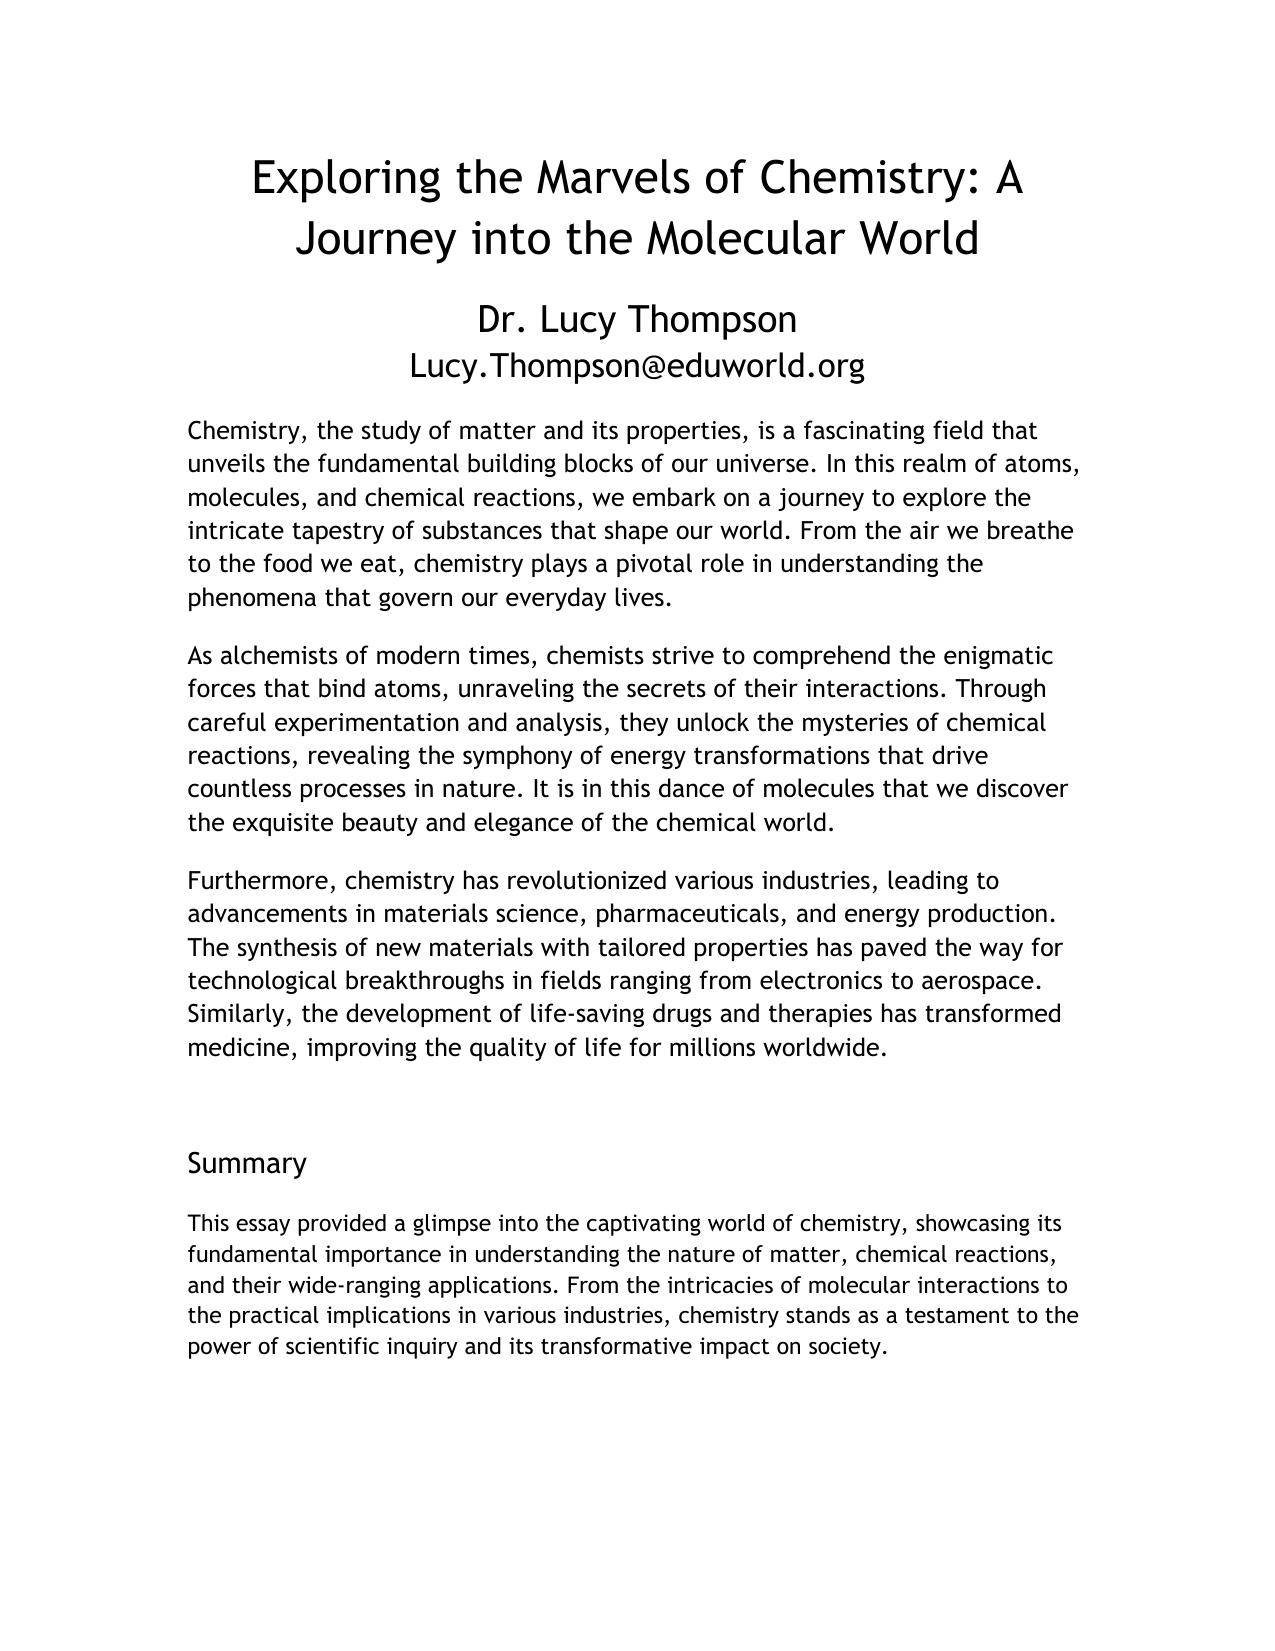 Exploring the Marvels of Chemistry: A
Journey into the Molecular World
Dr. Lucy Thompson
Lucy.Thompson@eduworld.org
Chemistry, the study of matter and its properties, is a fascinating field that
unveils the fundamental building blocks of our universe. In this realm of atoms,
molecules, and chemical reactions, we embark on a journey to explore the
intricate tapestry of substances that shape our world. From the air we breathe
to the food we eat, chemistry plays a pivotal role in understanding the
phenomena that govern our everyday lives.
As alchemists of modern times, chemists strive to comprehend the enigmatic
forces that bind atoms, unraveling the secrets of their interactions. Through
careful experimentation and analysis, they unlock the mysteries of chemical
reactions, revealing the symphony of energy transformations that drive
countless processes in nature. It is in this dance of molecules that we discover
the exquisite beauty and elegance of the chemical world.
Furthermore, chemistry has revolutionized various industries, leading to
advancements in materials science, pharmaceuticals, and energy production.
The synthesis of new materials with tailored properties has paved the way for
technological breakthroughs in fields ranging from electronics to aerospace.
Similarly, the development of life-saving drugs and therapies has transformed
medicine, improving the quality of life for millions worldwide.
Summary
This essay provided a glimpse into the captivating world of chemistry, showcasing its
fundamental importance in understanding the nature of matter, chemical reactions,
and their wide-ranging applications. From the intricacies of molecular interactions to
the practical implications in various industries, chemistry stands as a testament to the
power of scientific inquiry and its transformative impact on society.